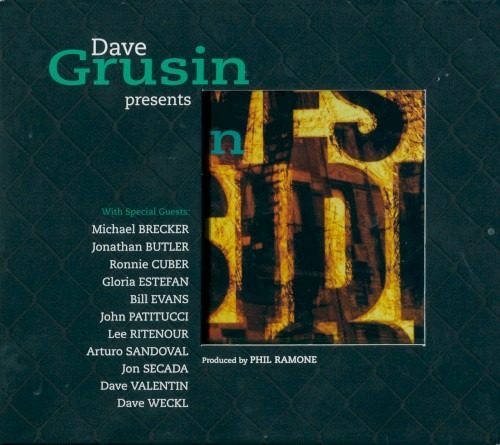 Dave
Grusin
presents
n
With Special Guests:
Michael BRECKER
Jonathan BUTLER
Ronnie CUBER
Gloria ESTEFAN
Bill EVANS
John PATITUCCI
Lee RITENOUR
Arturo SANDOVAL
Jon SECADA
Dave VALENTIN
Dave WECKL
Produced by PHIL RAMONE